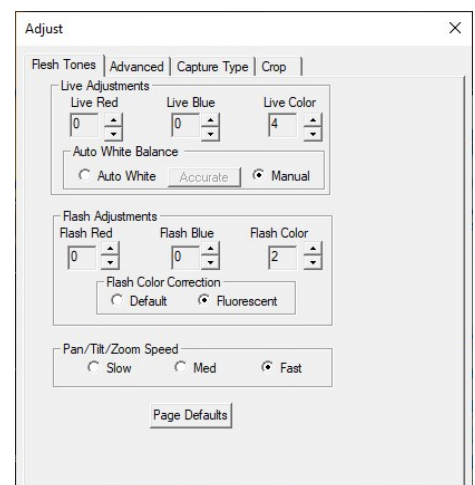 Adjust
Flesh Tones Advanced Capture Type Crop
Live Adjustments
Live Red Live Blue Live Color
0 0 4
Auto White Balance
Auto White Accurate Manual
Flash Adjustments
Flash Red Flash Blue Flash Color
0 0 2
Flash Color Correction
Default Fluorescent
Pan/Tilt/Zoom Speed
Slow Med Fast
Page Defaults